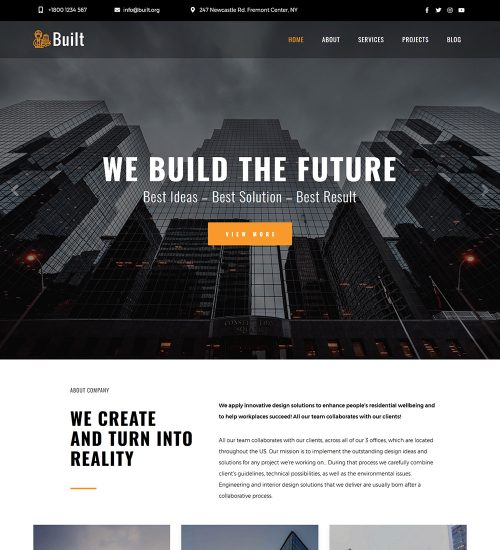 +1800 1234 567 info@built.org 247 Newcastle Rd. Fremont Center, NY
Built HOME ABOUT SERVICES PROJECTS BLOG
WE BUILD THE FUTURE
Best Ideas – Best Solution – Best Result
VIEW MORE
ABOUT COMPANY
WE CREATE
AND TURN INTO
REALITY
We apply innovative design solutions to enhance people's residential wellbeing and
to help workplaces succeed! All our team collaborates with our clients!
All our team collaborates with our clients, across all of our 3 offices, which are located
throughout the US. Our mission is to implement the outstanding design ideas and
solutions for any project we're working on.. During that process we carefully combine
client's guidelines, technical possibilities, as well as the environmental issues.
Engineering and interior design solutions that we deliver are usually born after a
collaborative process.